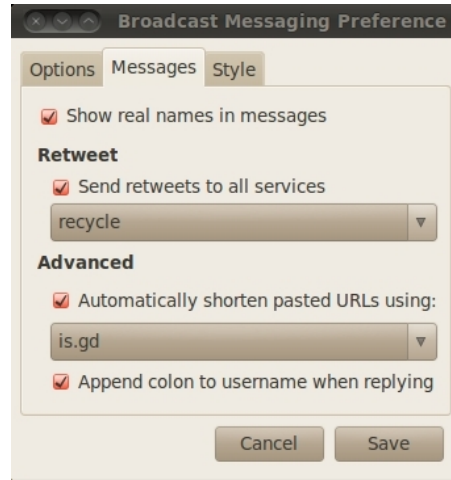 Broadcast Messaging Preference
Options Messages Style
Show real names in messages
Retweet
Send retweets to all services
recycle
Advanced
Automatically shorten pasted URLs using:
is.gd
Append colon to username when replying
Cancel Save